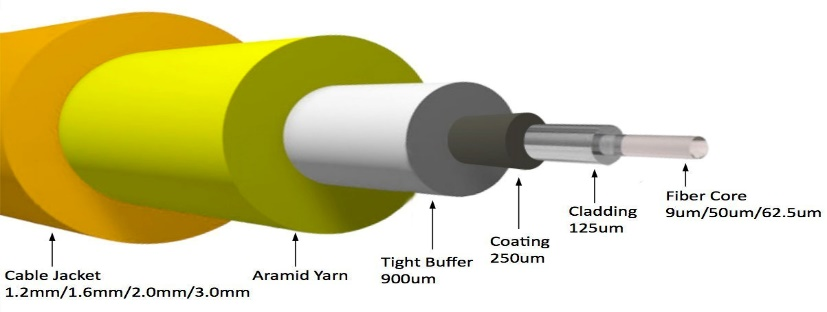 Cable Jacket
1.2mm/1.6mm/2.0mm/3.0mm
Aramid Yarn
Tight Buffer
900um
Coating
250um
Cladding
125um
Fiber Core
9um/50um/62.5um